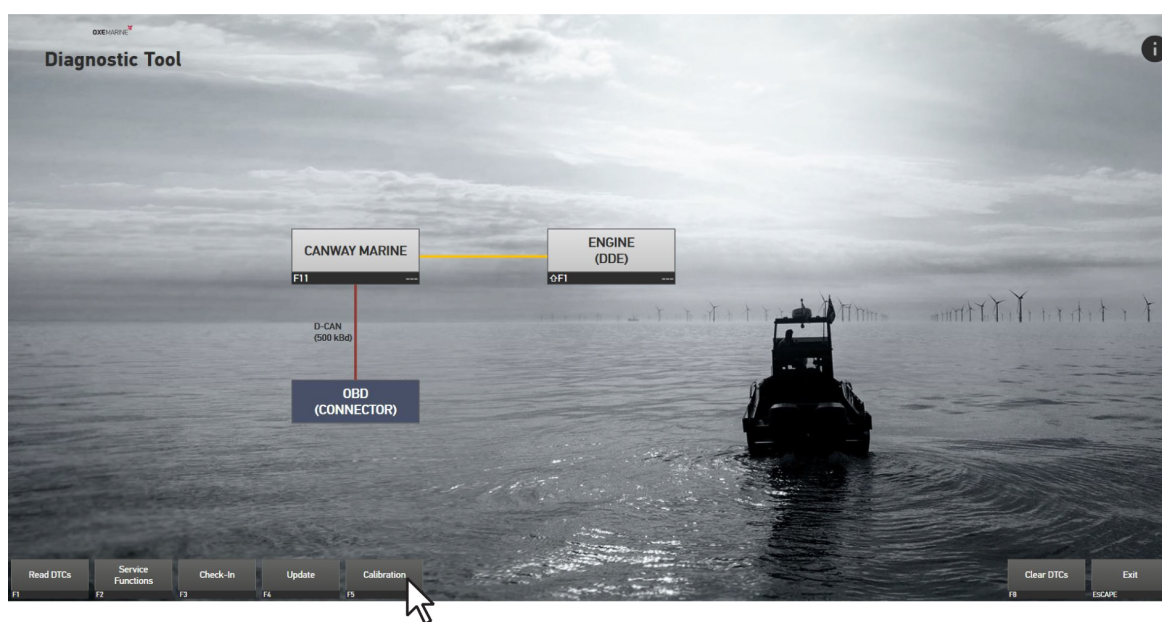 OXEMARINE
Diagnostic Tool
i
CANWAY MARINE
F11 ---
ENGINE
(DDE)
⇧F1 ---
D-CAN
(500 kBd)
OBD
(CONNECTOR)
Read DTCs
F1
Service
Functions
F2
Check-In
F3
Update
F4
Calibration
F5
Clear DTCs
F8
Exit
ESCAPE